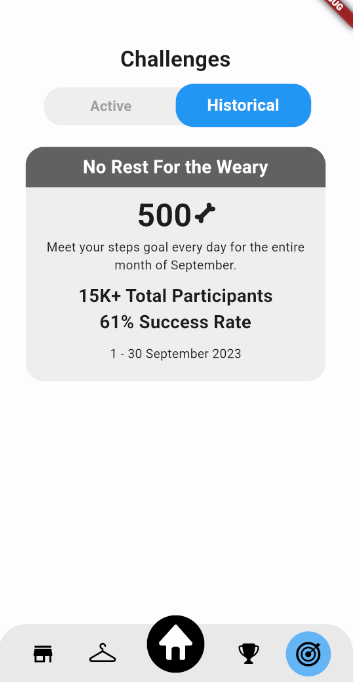 Challenges
Active
Historical
No Rest For the Weary
500
Meet your steps goal every day for the entire
month of September.
15K+ Total Participants
61% Success Rate
1 - 30 September 2023